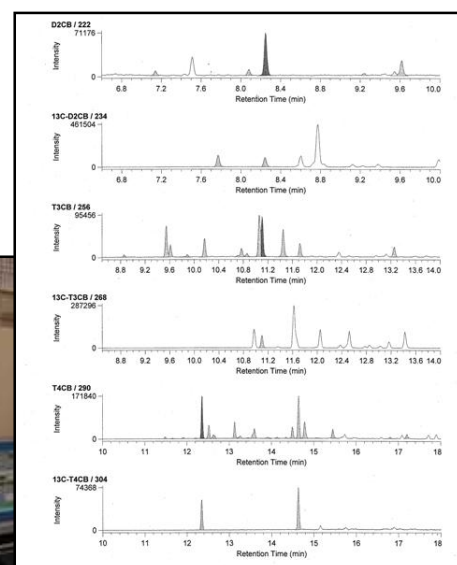 D2CB / 222
71176
Intensity
0
6.8 7.2 7.6 8.0 8.4 8.8 9.2 9.6 10.0
Retention Time (min)
13C-D2CB / 234
461504
Intensity
0
6.8 7.2 7.6 8.0 8.4 8.8 9.2 9.6 10.0
Retention Time (min)
T3CB / 256
95456
Intensity
0
8.8 9.2 9.6 10.0 10.4 10.8 11.2 11.6 12.0 12.4 12.8 13.2 13.6 14.0
Retention Time (min)
13C-T3CB / 268
287296
Intensity
0
8.8 9.2 9.6 10.0 10.4 10.8 11.2 11.6 12.0 12.4 12.8 13.2 13.6 14.0
Retention Time (min)
T4CB / 290
171840
Intensity
0
10 11 12 13 14 15 16 17 18
Retention Time (min)
13C-T4CB / 304
74368
Intensity
0
10 11 12 13 14 15 16 17 18
Retention Time (min)